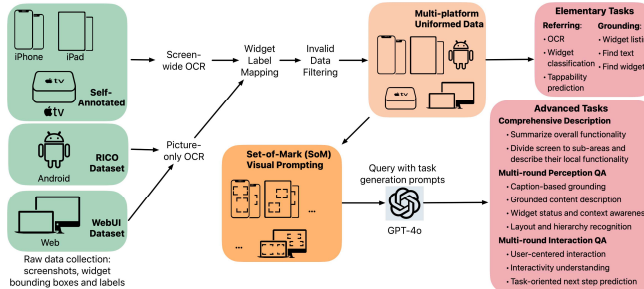 iPhone
iPad
tv
Self-
Annotated
tv
RICO
Dataset
Android
WebUI
Dataset
Web
Raw data collection:
screenshots, widget
bounding boxes and labels
Screen-
wide OCR
Picture-
only OCR
Widget
Label
Mapping
Invalid
Data
Filtering
Multi-platform
Uniformed Data
tv
Set-of-Mark (SoM)
Visual Prompting
...
...
Query with task
generation prompts
GPT-4o
Elementary Tasks
Referring: Grounding:
• OCR • Widget listi
• Widget • Find text
classification • Find widget
• Tappability
prediction
Advanced Tasks
Comprehensive Description
• Summarize overall functionality
• Divide screen to sub-areas and
describe their local functionality
Multi-round Perception QA
• Caption-based grounding
• Grounded content description
• Widget status and context awarenes
• Layout and hierarchy recognition
Multi-round Interaction QA
• User-centered interaction
• Interactivity understanding
• Task-oriented next step prediction